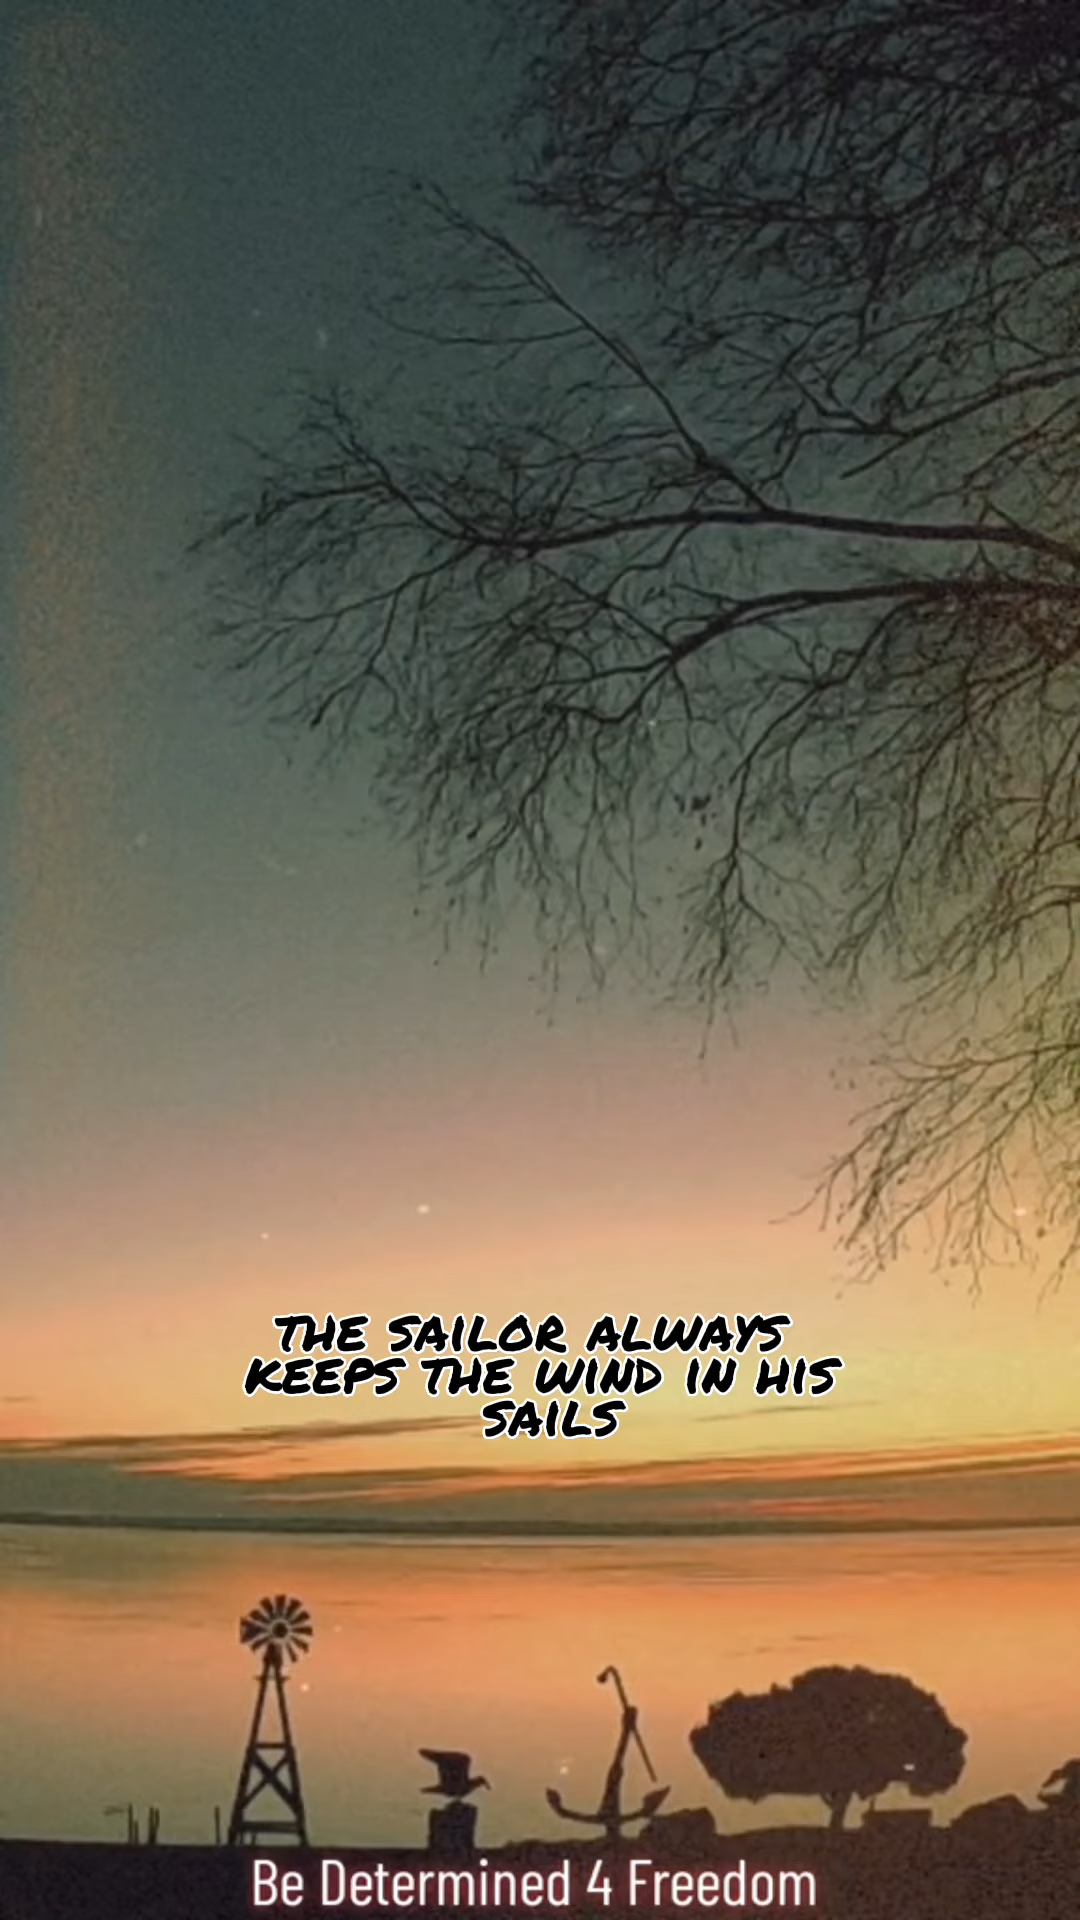 THE SAILOR ALWAYS
KEEPS THE WIND IN HIS
SAILS
Be Determined 4 Freedom